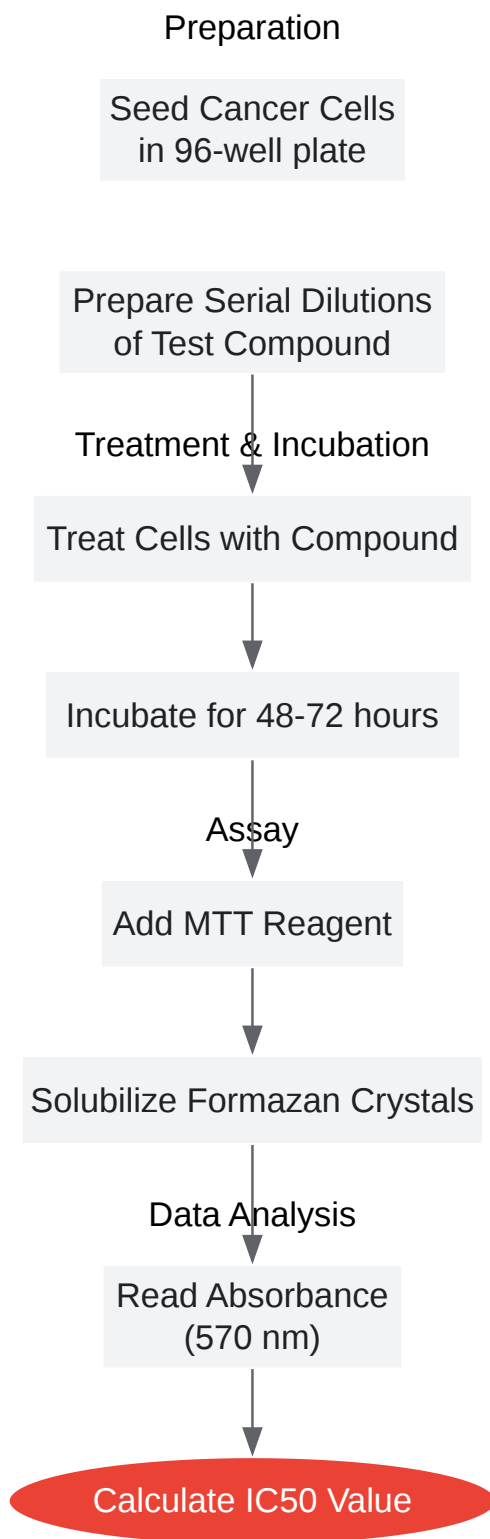 Preparation
Seed Cancer Cells
in 96-well plate
Prepare Serial Dilutions
of Test Compound
Treatment & Incubation
Treat Cells with Compound
Incubate for 48-72 hours
Assay
Add MTT Reagent
Solubilize Formazan Crystals
Data Analysis
Read Absorbance
(570 nm)
Calculate IC50 Value